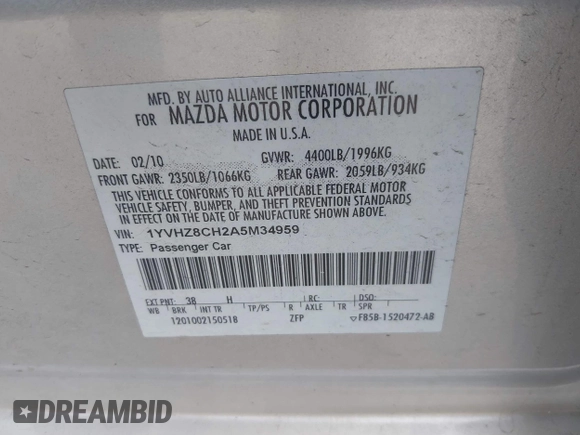 MFD. BY AUTO ALLIANCE INTERNATIONAL, INC.
FOR MAZDA MOTOR CORPORATION
MADE IN U.S.A.
DATE: 02/10 GVWR: 4400LB/1996KG
FRONT GAWR: 2350LB/1066KG REAR GAWR: 2059LB/934KG
THIS VEHICLE CONFORMS TO ALL APPLICABLE FEDERAL MOTOR
VEHICLE SAFETY, BUMPER, AND THEFT PREVENTION STANDARDS
IN EFFECT ON THE DATE OF MANUFACTURE SHOWN ABOVE.
VIN: 1YVHZ8CH2A5M34959
TYPE: Passenger Car
EXT PNT: 38 H RC: DSO:
WB BRK INT TR TP/PS R AXLE TR SPR
1201002150518 ZFP ▽F85B-1520472-AB
DREAMBID